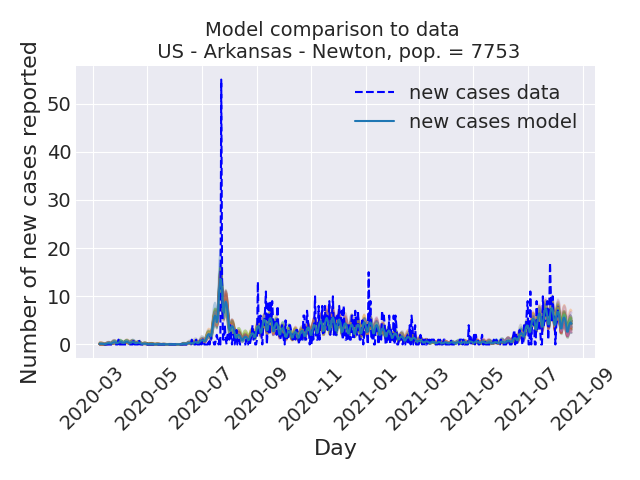 Model comparison to data
US - Arkansas - Newton, pop. = 7753
Number of new cases reported
50
40
30
20
10
0
new cases data
new cases model
2020-03
2020-05
2020-07
2020-09
2020-11
2021-01
2021-03
2021-05
2021-07
2021-09
Day